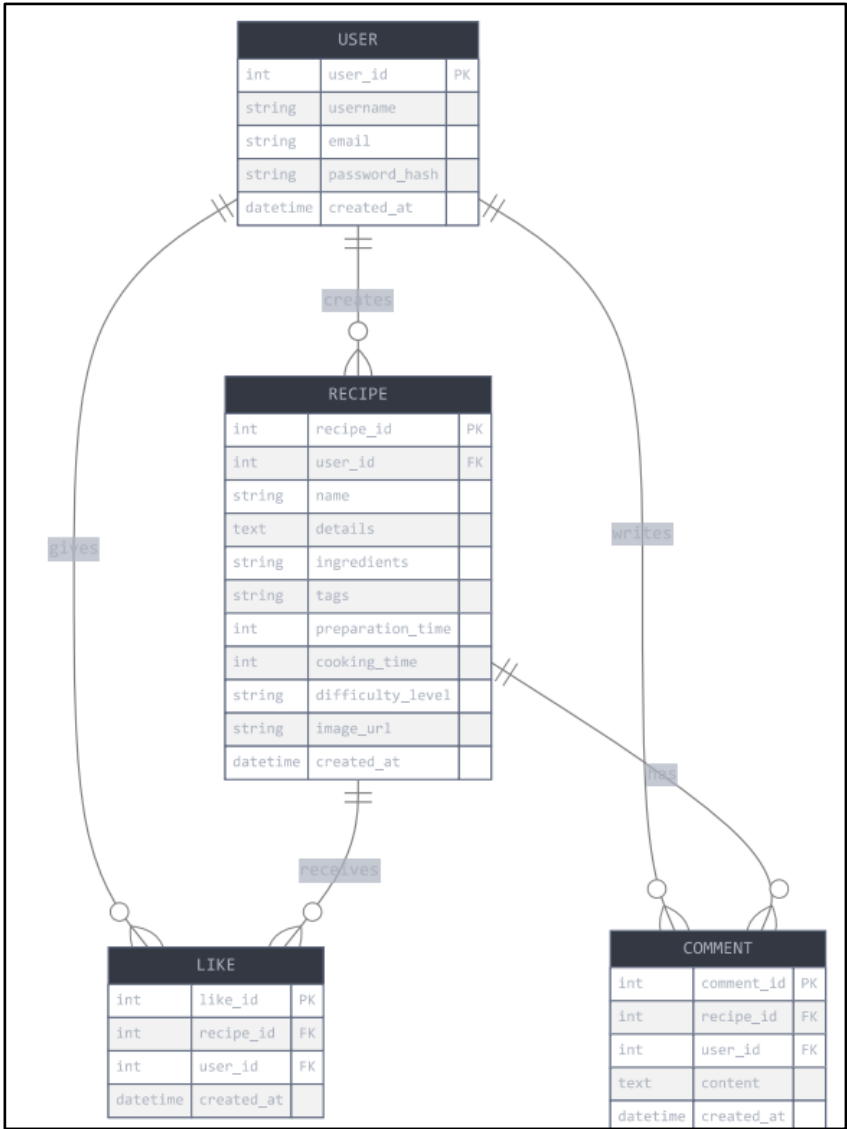 USER
int user_id PK
string username
string email
string password_hash
datetime created_at
creates
RECIPE
int recipe_id PK
int user_id FK
string name
text details
string ingredients
string tags
int preparation_time
int cooking_time
string difficulty_level
string image_url
datetime created_at
gives
writes
has
receives
LIKE
int like_id PK
int recipe_id FK
int user_id FK
datetime created_at
COMMENT
int comment_id PK
int recipe_id FK
int user_id FK
text content
datetime created_at